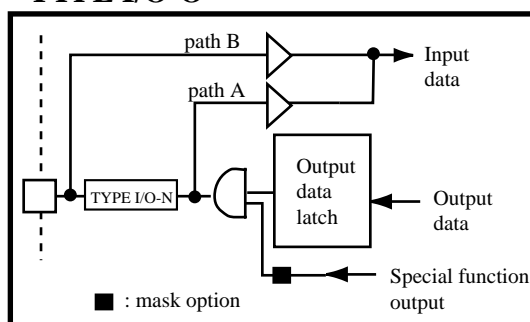 path B
Input
data
path A
TYPE I/O-N
Output
data
latch
Output
data
Special function
output
: mask option